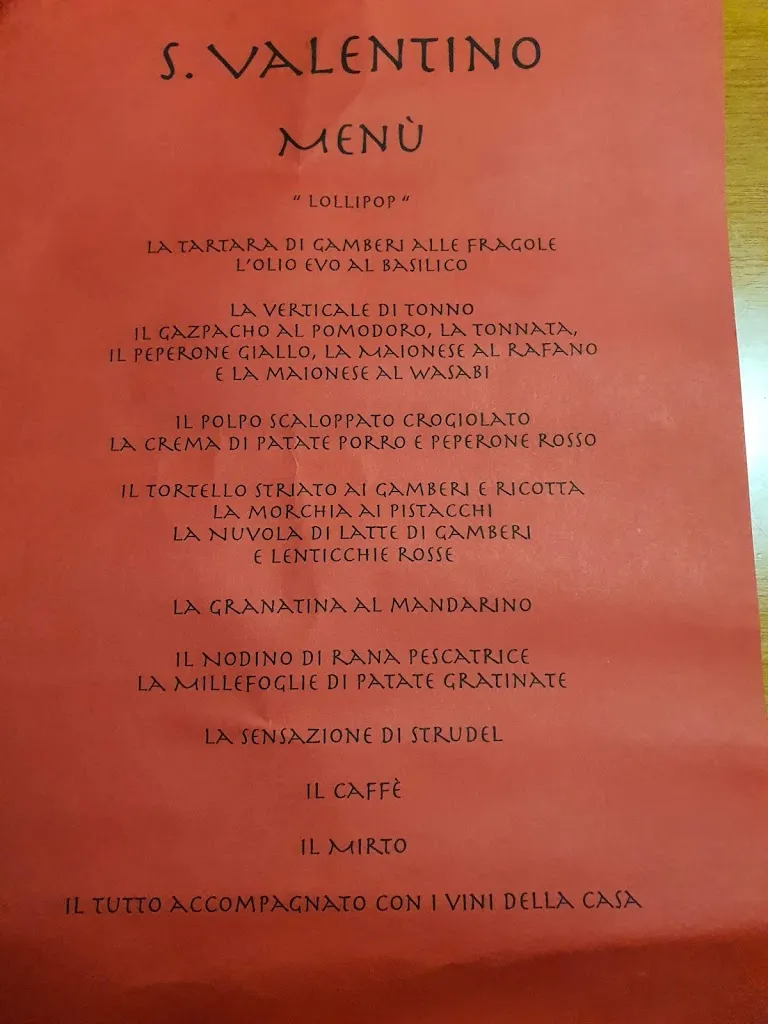 S. VALENTINO
MENÙ
" LOLLIPOP "
LA TARTARA DI GAMBERI ALLE FRAGOLE
L'OLIO EVO AL BASILICO
LA VERTICALE DI TONNO
IL GAZPACHO AL POMODORO, LA TONNATA,
IL PEPERONE GIALLO, LA MAIONESE AL RAFANO
E LA MAIONESE AL WASABI
IL POLPO SCALOPPATO CROGIOLATO
LA CREMA DI PATATE PORRO E PEPERONE ROSSO
IL TORTELLO STRIATO AI GAMBERI E RICOTTA
LA MORCHIA AI PISTACCHI
LA NUVOLA DI LATTE DI GAMBERI
E LENTICCHIE ROSSE
LA GRANATINA AL MANDARINO
IL NODINO DI RANA PESCATRICE
LA MILLEFOGLIE DI PATATE GRATINATE
LA SENSAZIONE DI STRUDEL
IL CAFFÈ
IL MIRTO
IL TUTTO ACCOMPAGNATO CON I VINI DELLA CASA